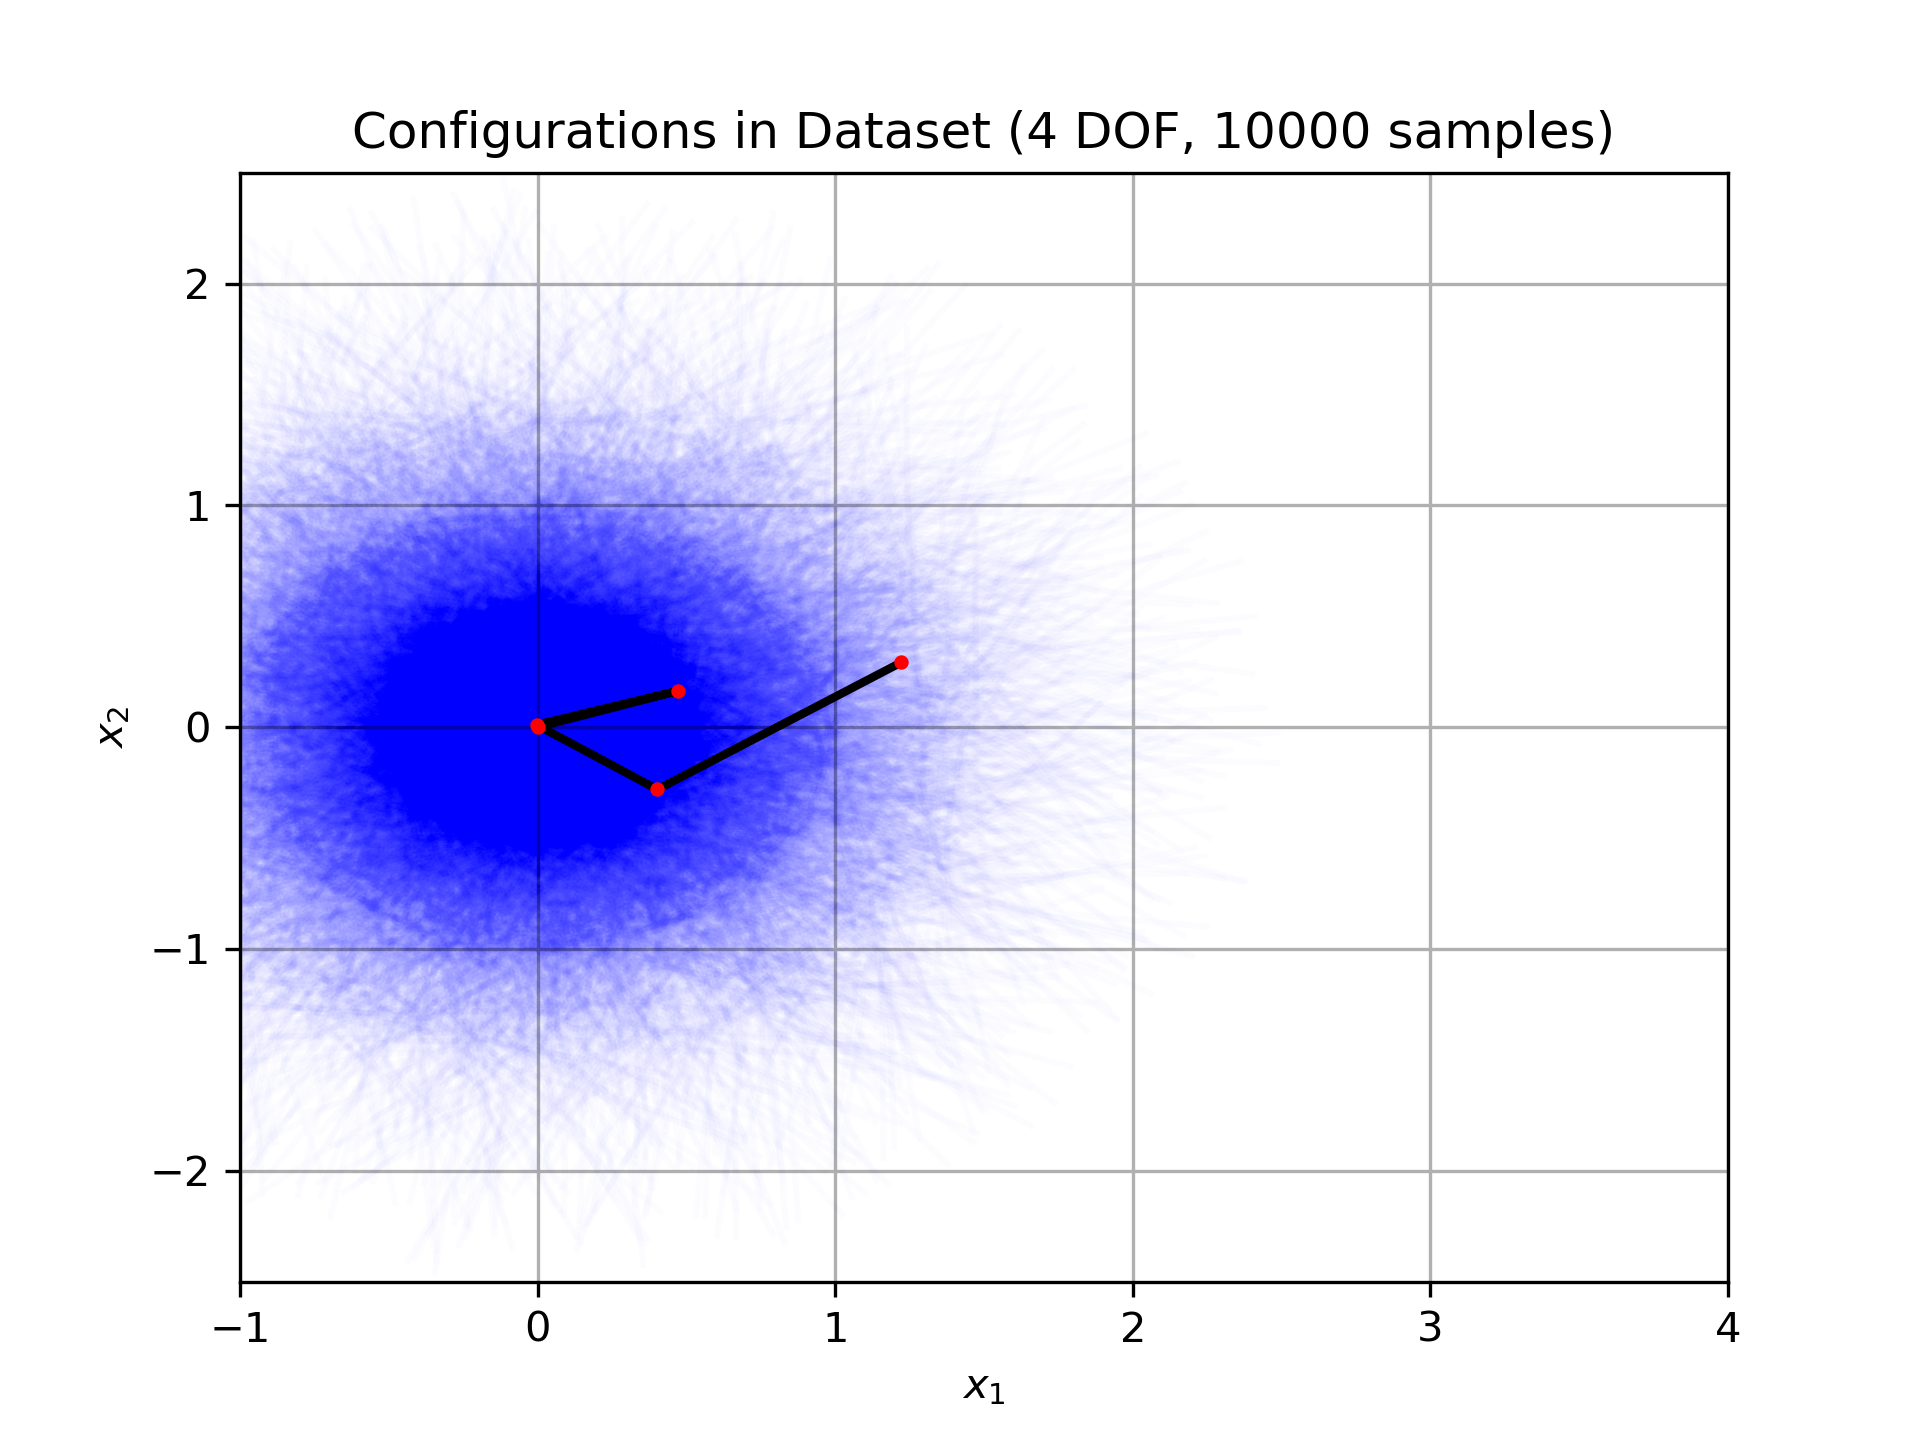 Configurations in Dataset (4 DOF, 10000 samples)
2
1
0
−1
−2
x₂
−1 0 1 2 3 4
x₁